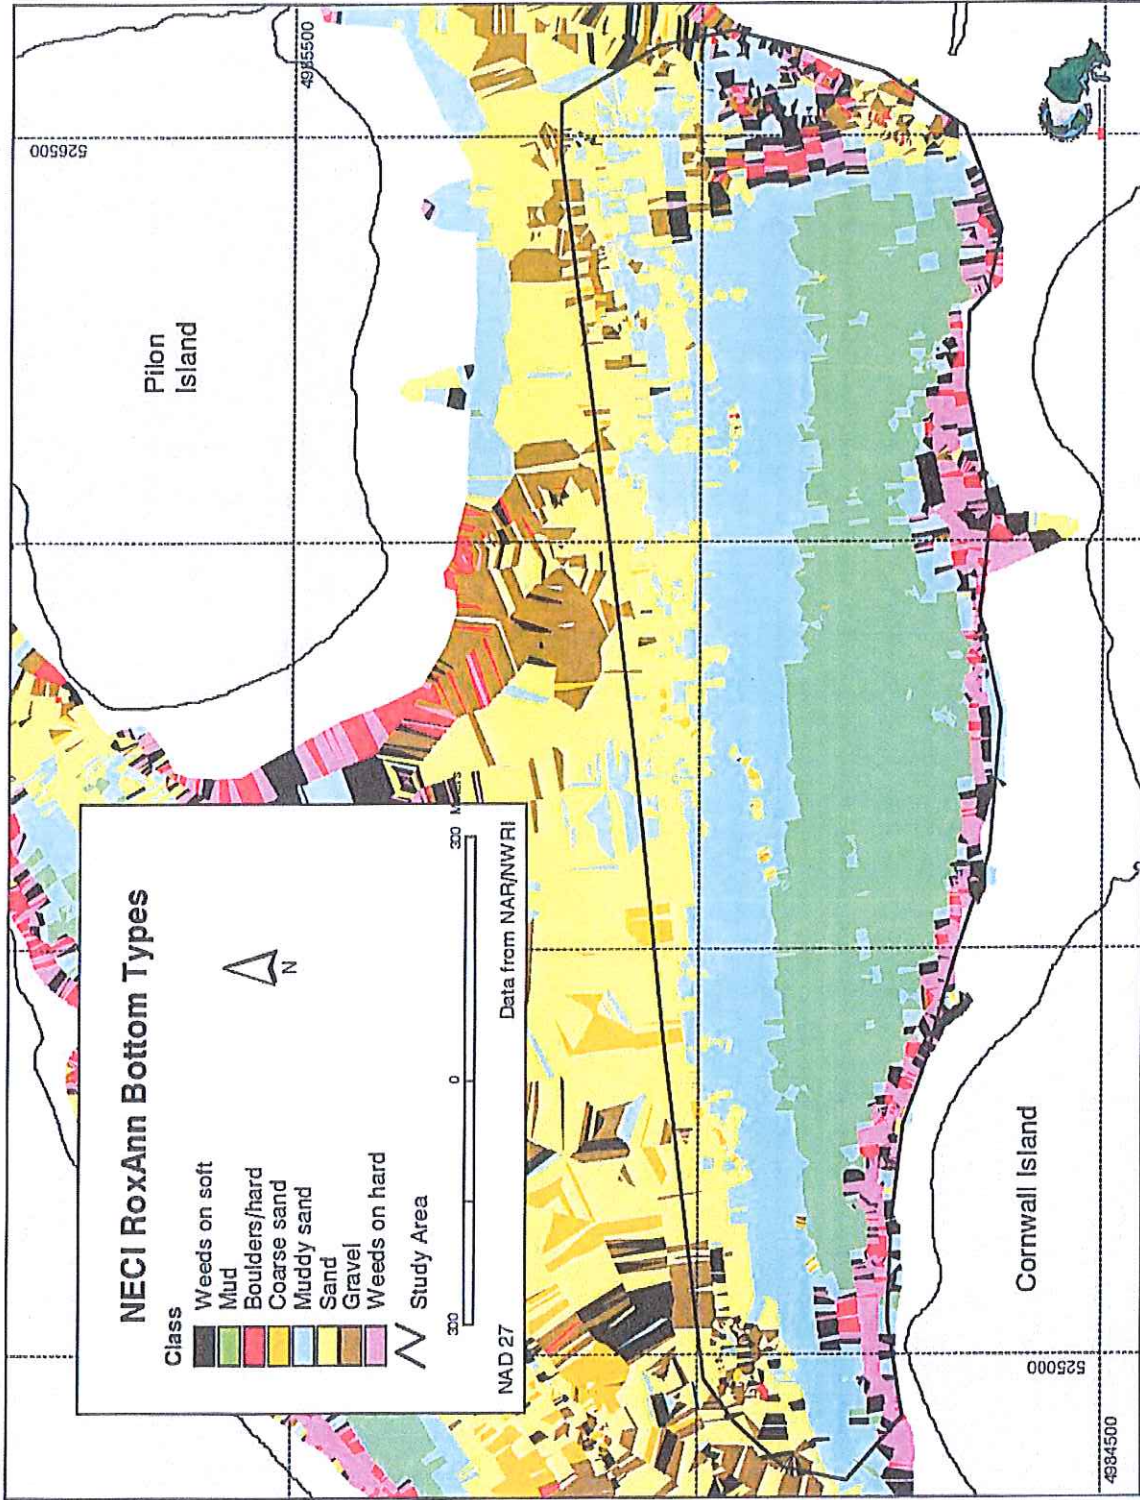 NECI RoxAnn Bottom Types
Class
Weeds on soft
Mud
Boulders/hard
Coarse sand
Muddy sand
Sand
Gravel
Weeds on hard
Study Area
N
300
0
300
NAD 27
Data from NAR/NWRI
Pilon
Island
526500
4985500
Cornwall Island
525000
4984500